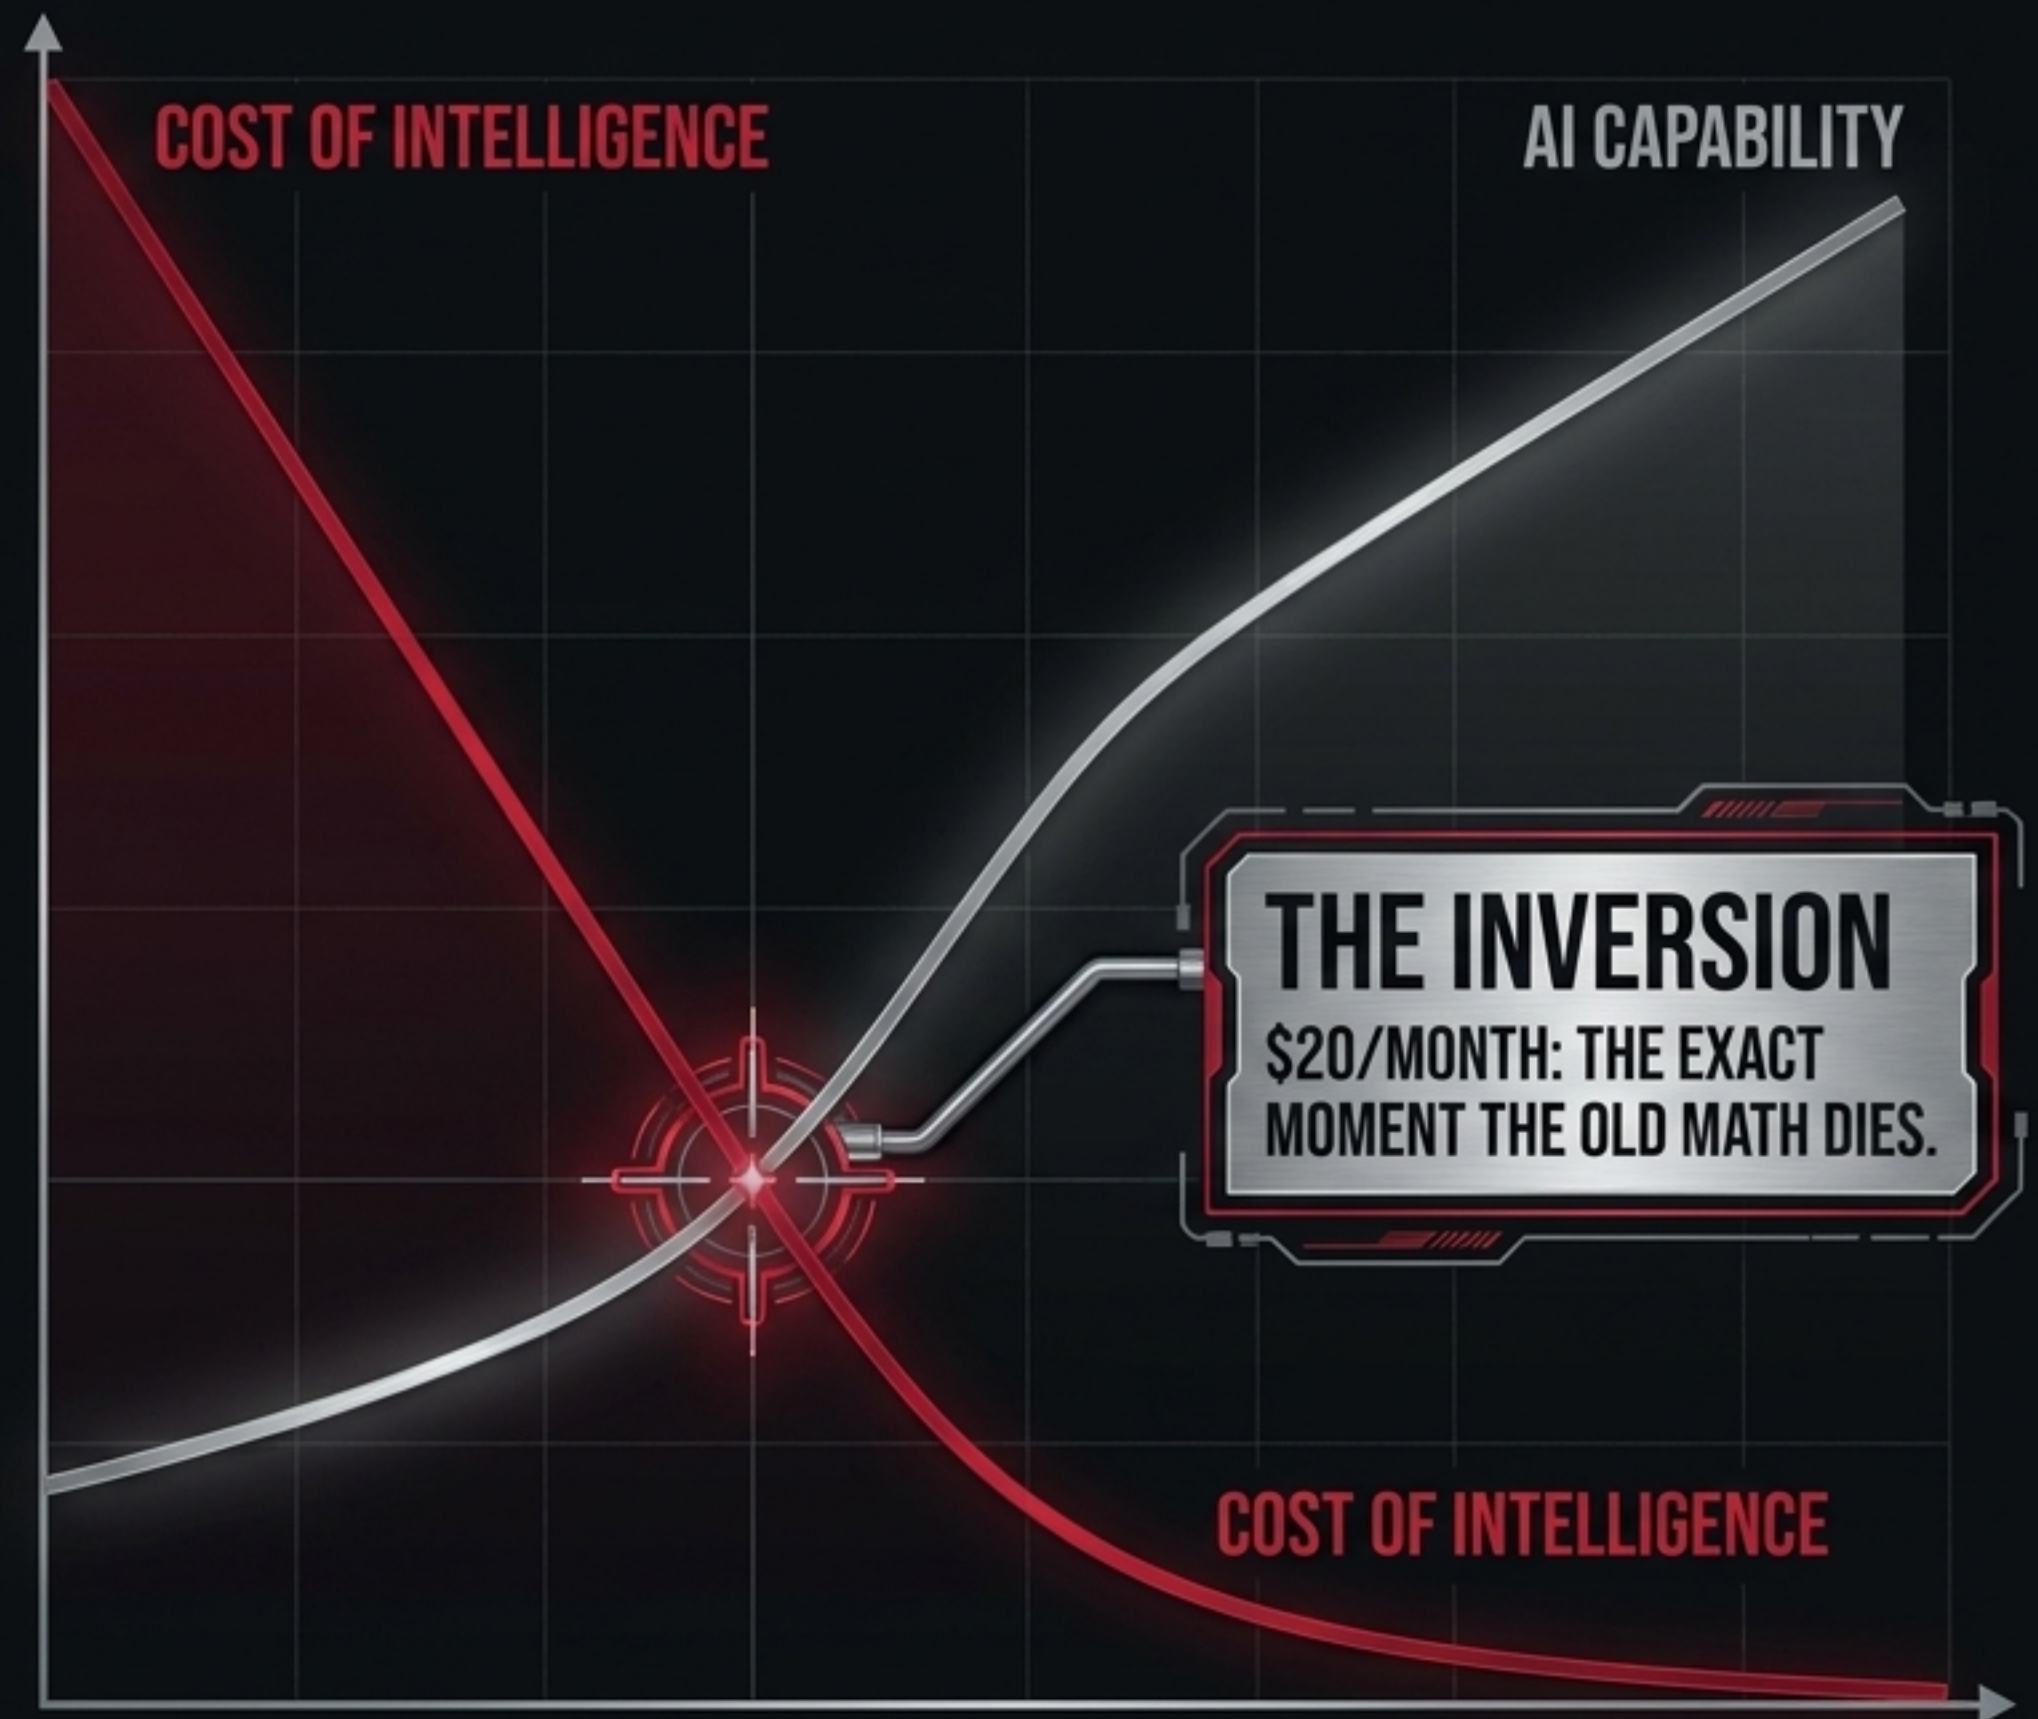 COST OF INTELLIGENCE
AI CAPABILITY
THE INVERSION
$20/MONTH: THE EXACT
MOMENT THE OLD MATH DIES.
COST OF INTELLIGENCE